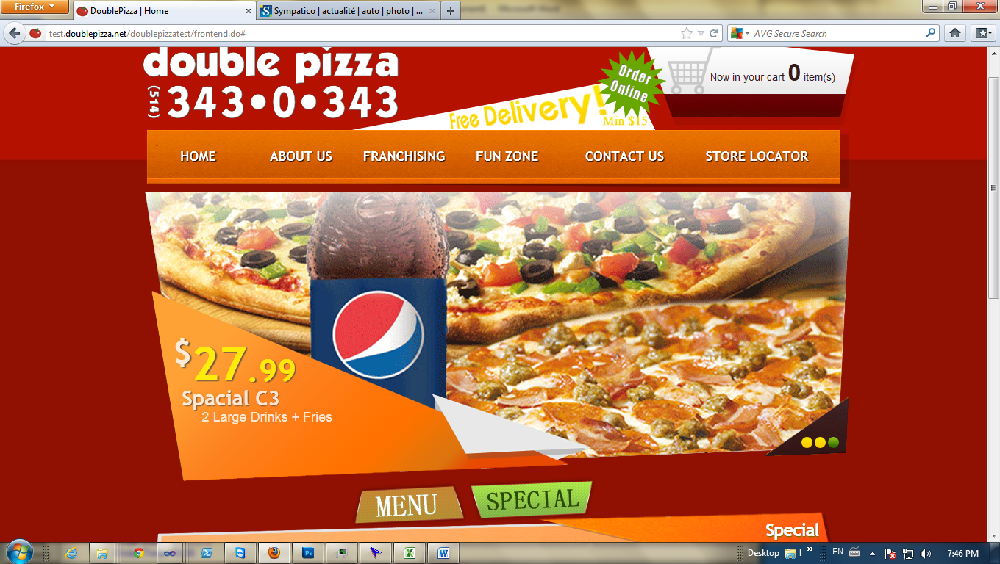 Firefox
DoublePizza | Home
Sympatico | actualité | auto | photo | ...
test.doublepizza.net/doublepizzatest/frontend.do#
AVG Secure Search
double pizza
(514)
343•0•343
Free Delivery!
Min $15
Order
Online
Now in your cart 0 item(s)
HOME
ABOUT US
FRANCHISING
FUN ZONE
CONTACT US
STORE LOCATOR
$27.99
Spacial C3
2 Large Drinks + Fries
MENU
SPECIAL
Special
Desktop
EN
7:46 PM